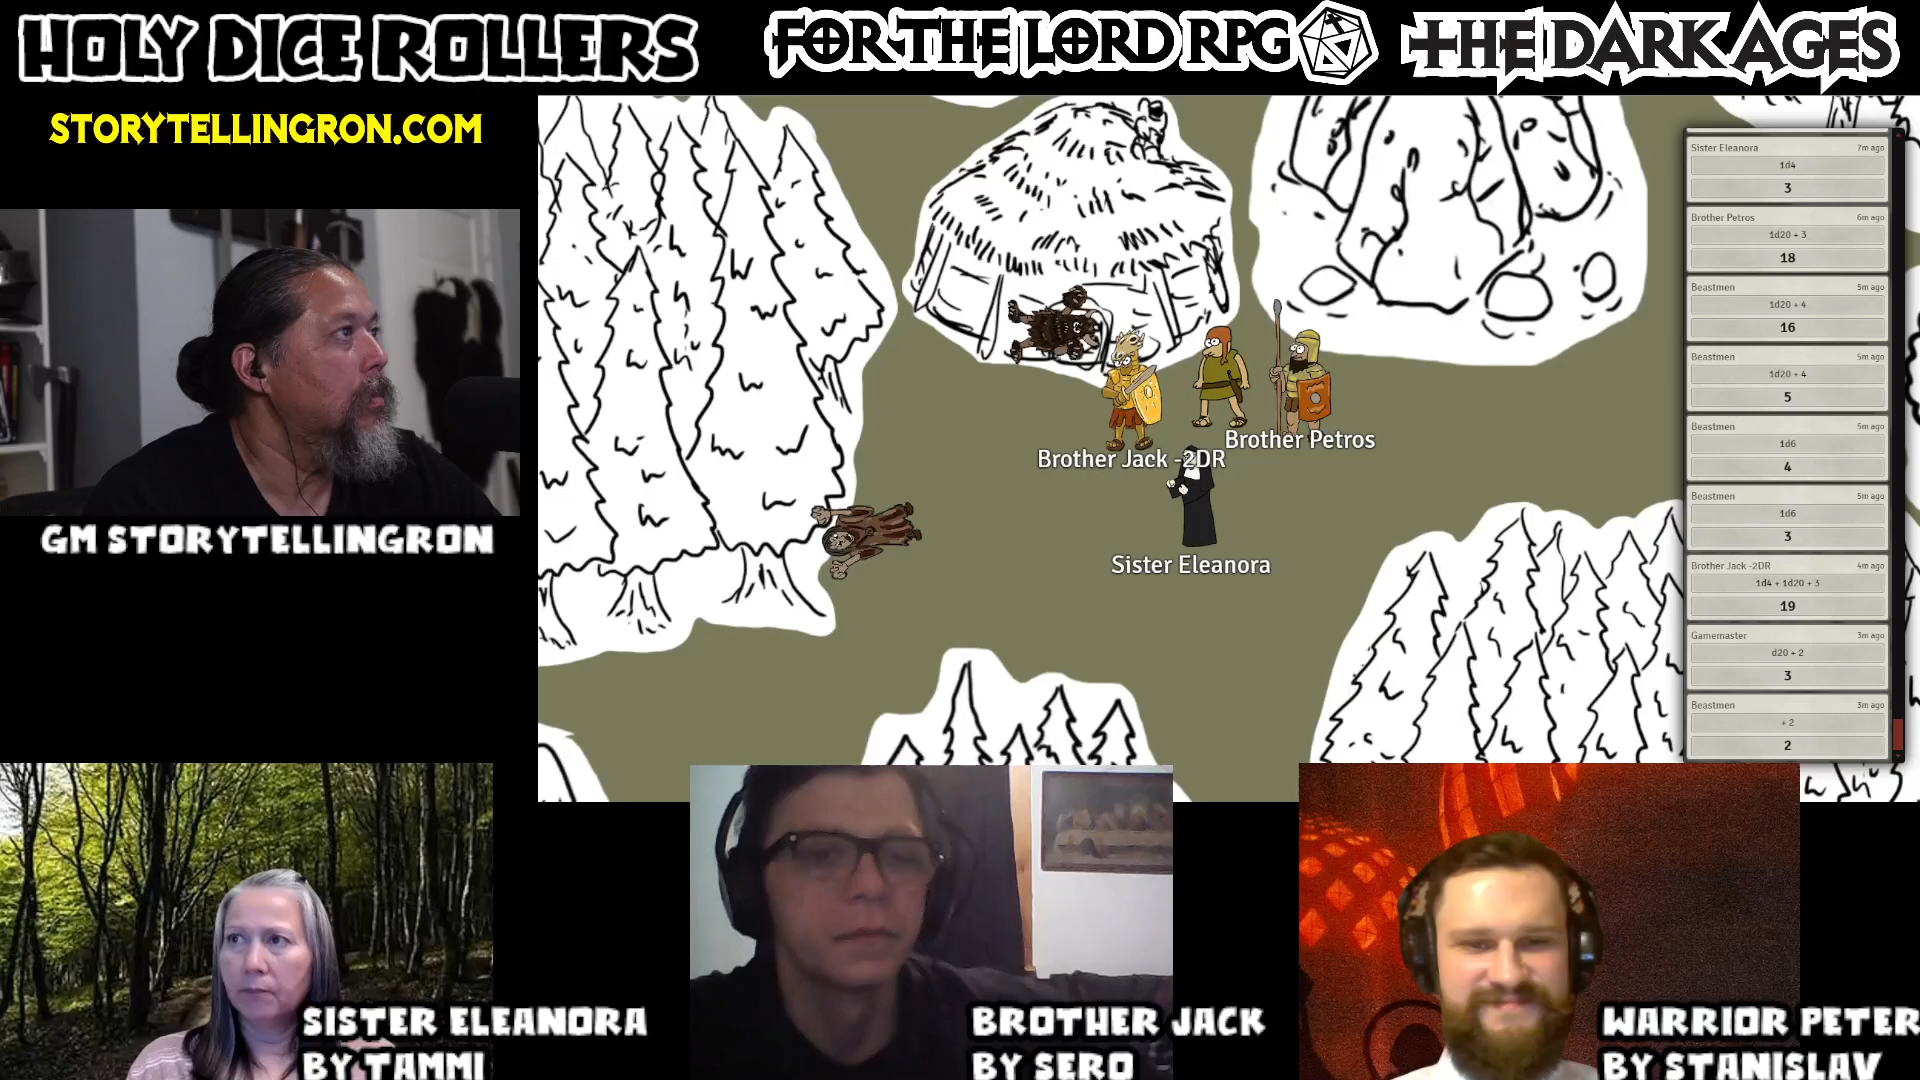 HOLY DICE ROLLERS
FOR THE LORD RPG
THE DARK AGES
STORYTELLINGRON.COM
GM STORYTELLINGRON
Brother Petros
Brother Jack -2DR
Sister Eleanora
Sister Eleanora 7m ago
1d4
3
Brother Petros 6m ago
1d20 + 3
18
Beastmen 5m ago
1d20 + 4
16
Beastmen 5m ago
1d20 + 4
5
Beastmen 5m ago
1d6
4
Beastmen 5m ago
1d6
3
Brother Jack -2DR 4m ago
1d4 + 1d20 + 3
19
Gamemaster 3m ago
d20 + 2
3
Beastmen 3m ago
+ 2
2
SISTER ELEANORA
BY TAMMI
BROTHER JACK
BY SERO
WARRIOR PETER
BY STANISLAV